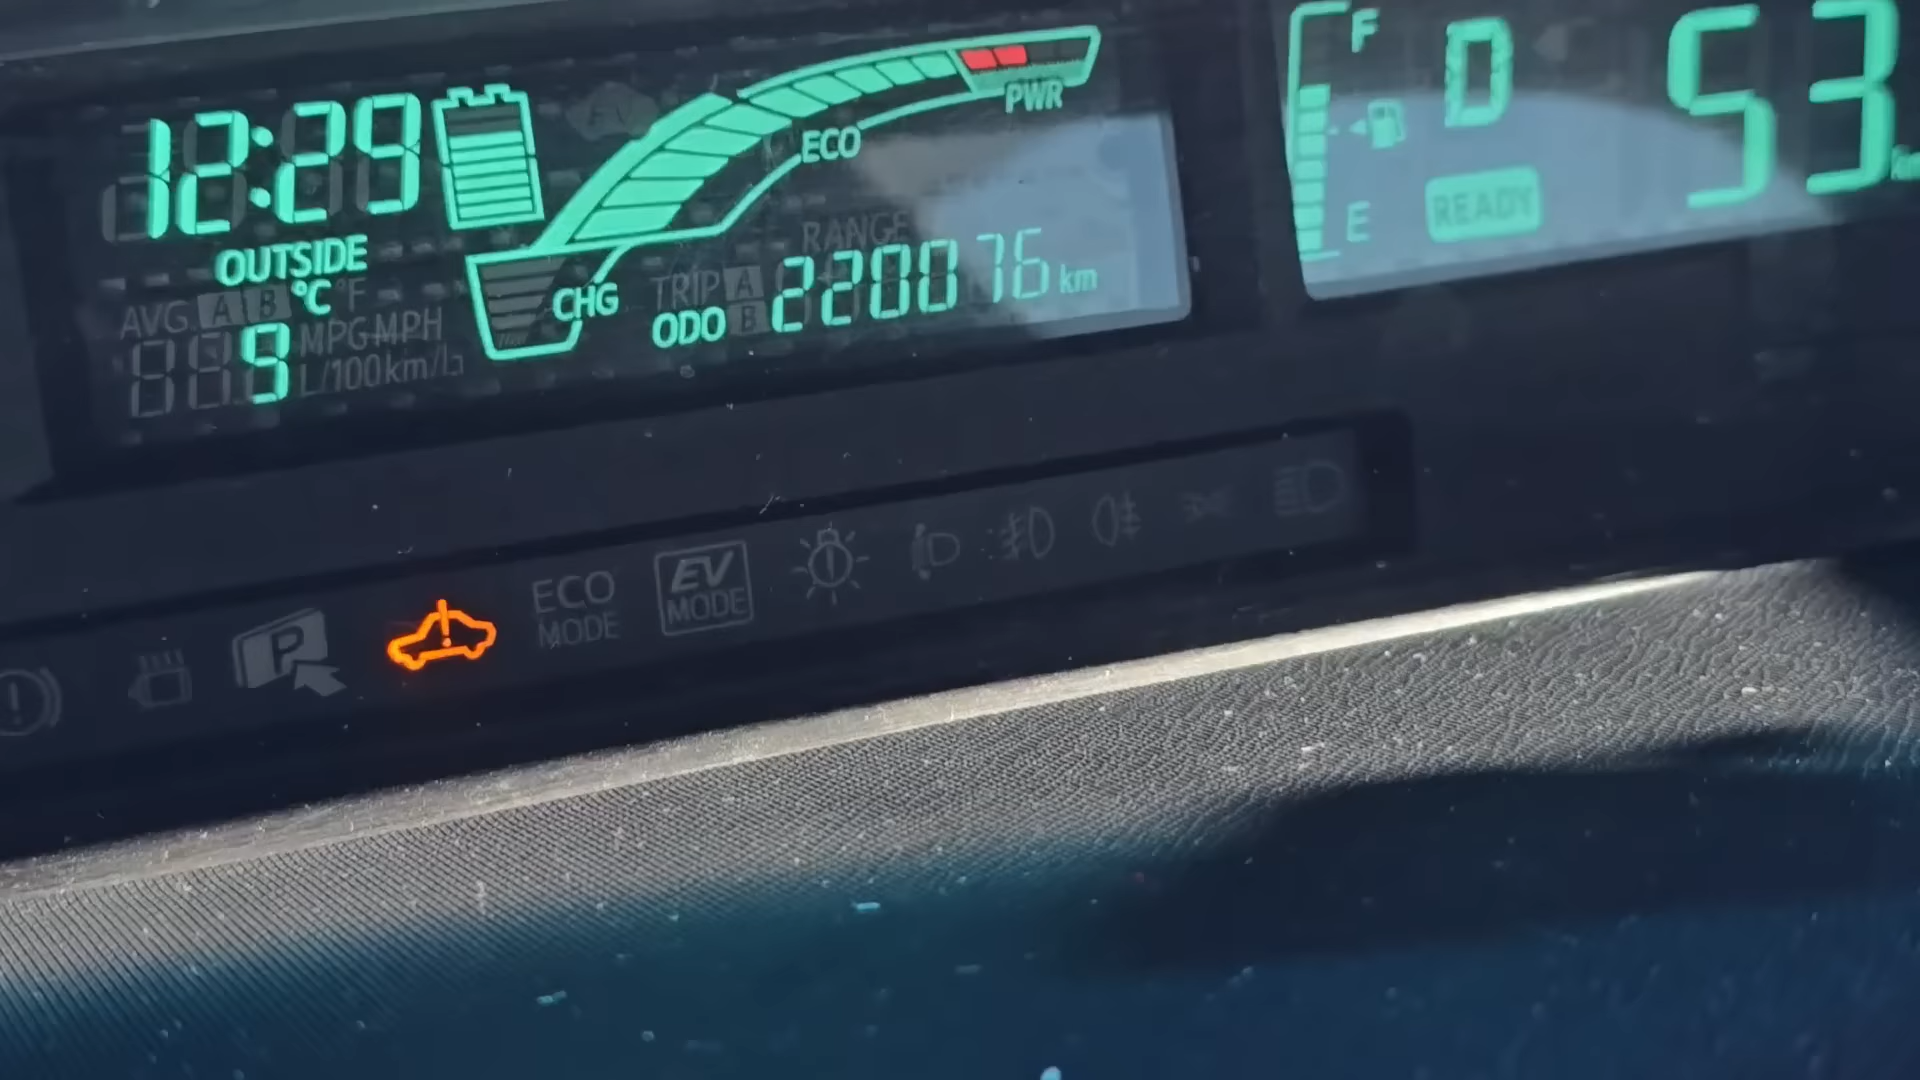 12:29
OUTSIDE
°C °F
AVG A B
9
MPG MPH
L/100km/L
EV
ECO
PWR
CHG
RANGE
TRIP A
ODO B 220076 km
F
E
D
READY
53
P
ECO
MODE
EV
MODE